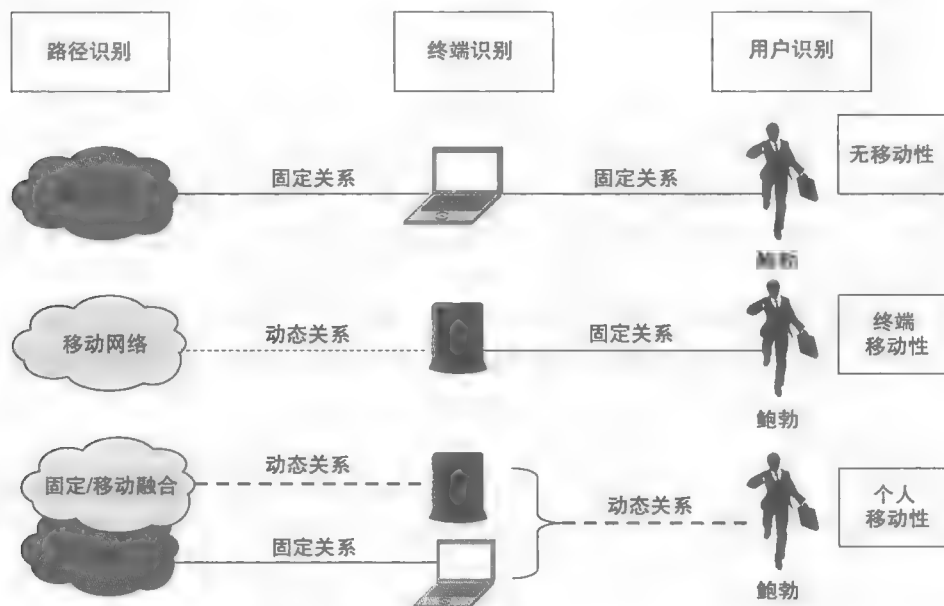 路径识别
终端识别
用户识别
固定关系
固定关系
无移动性
移动网络
动态关系
固定关系
终端
移动性
鲍勃
固定/移动融合
动态关系
固定关系
动态关系
个人
移动性
鲍勃